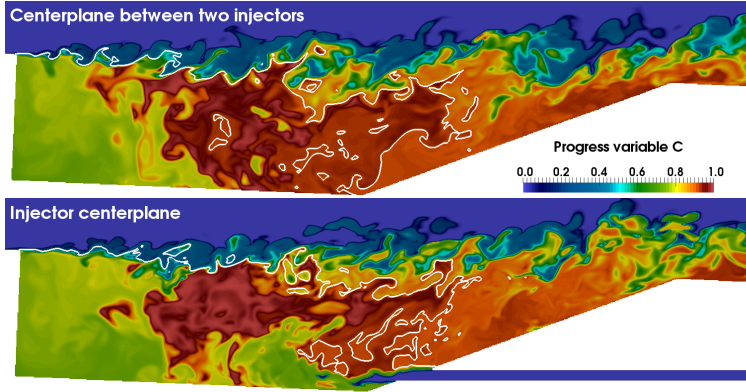 Centerplane between two injectors
Progress variable C
0.0 0.2 0.4 0.6 0.8 1.0
Injector centerplane